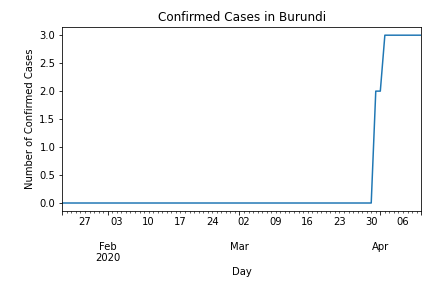 Confirmed Cases in Burundi
Number of Confirmed Cases
3.0
2.5
2.0
1.5
1.0
0.5
0.0
27 03 10 17 24 02 09 16 23 30 06
Feb Mar Apr
2020
Day